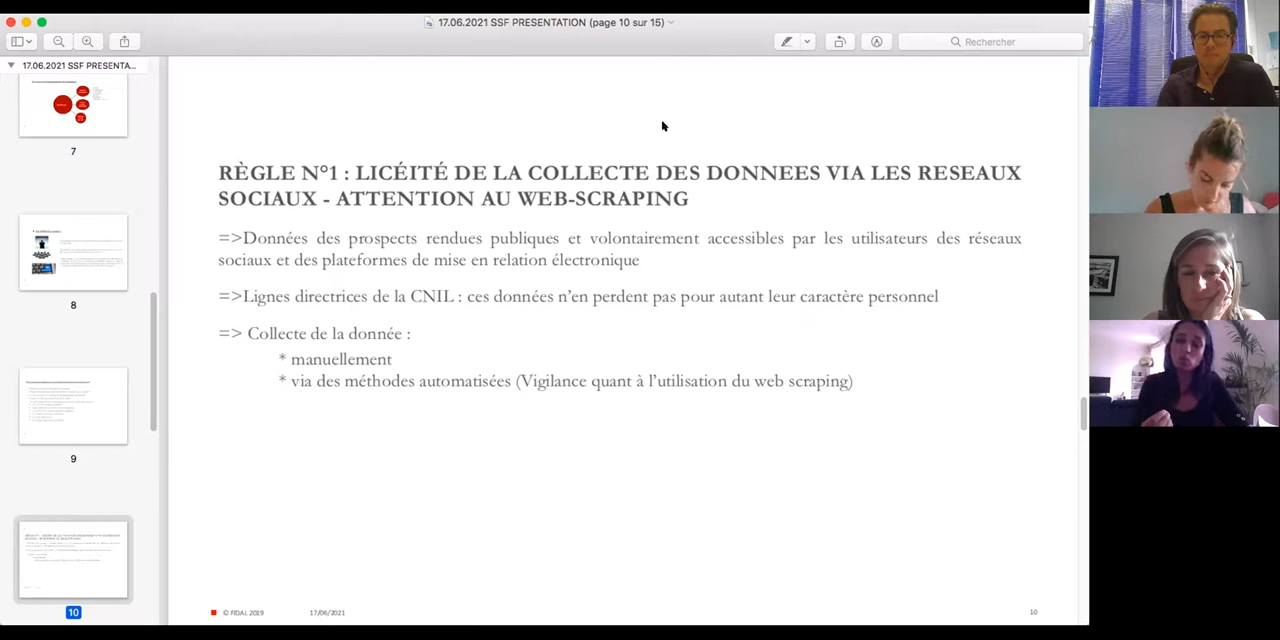 17.06.2021 SSF PRESENTATION (page 10 sur 15)
Rechercher
17.06.2021 SSF PRESENTA...
7
8
9
10
RÈGLE N°1 : LICÉITÉ DE LA COLLECTE DES DONNEES VIA LES RESEAUX
SOCIAUX - ATTENTION AU WEB-SCRAPING
=>Données des prospects rendues publiques et volontairement accessibles par les utilisateurs des réseaux
sociaux et des plateformes de mise en relation électronique
=>Lignes directrices de la CNIL : ces données n'en perdent pas pour autant leur caractère personnel
=> Collecte de la donnée :
* manuellement
* via des méthodes automatisées (Vigilance quant à l'utilisation du web scraping)
© FIDAL 2019
17/06/2021
10